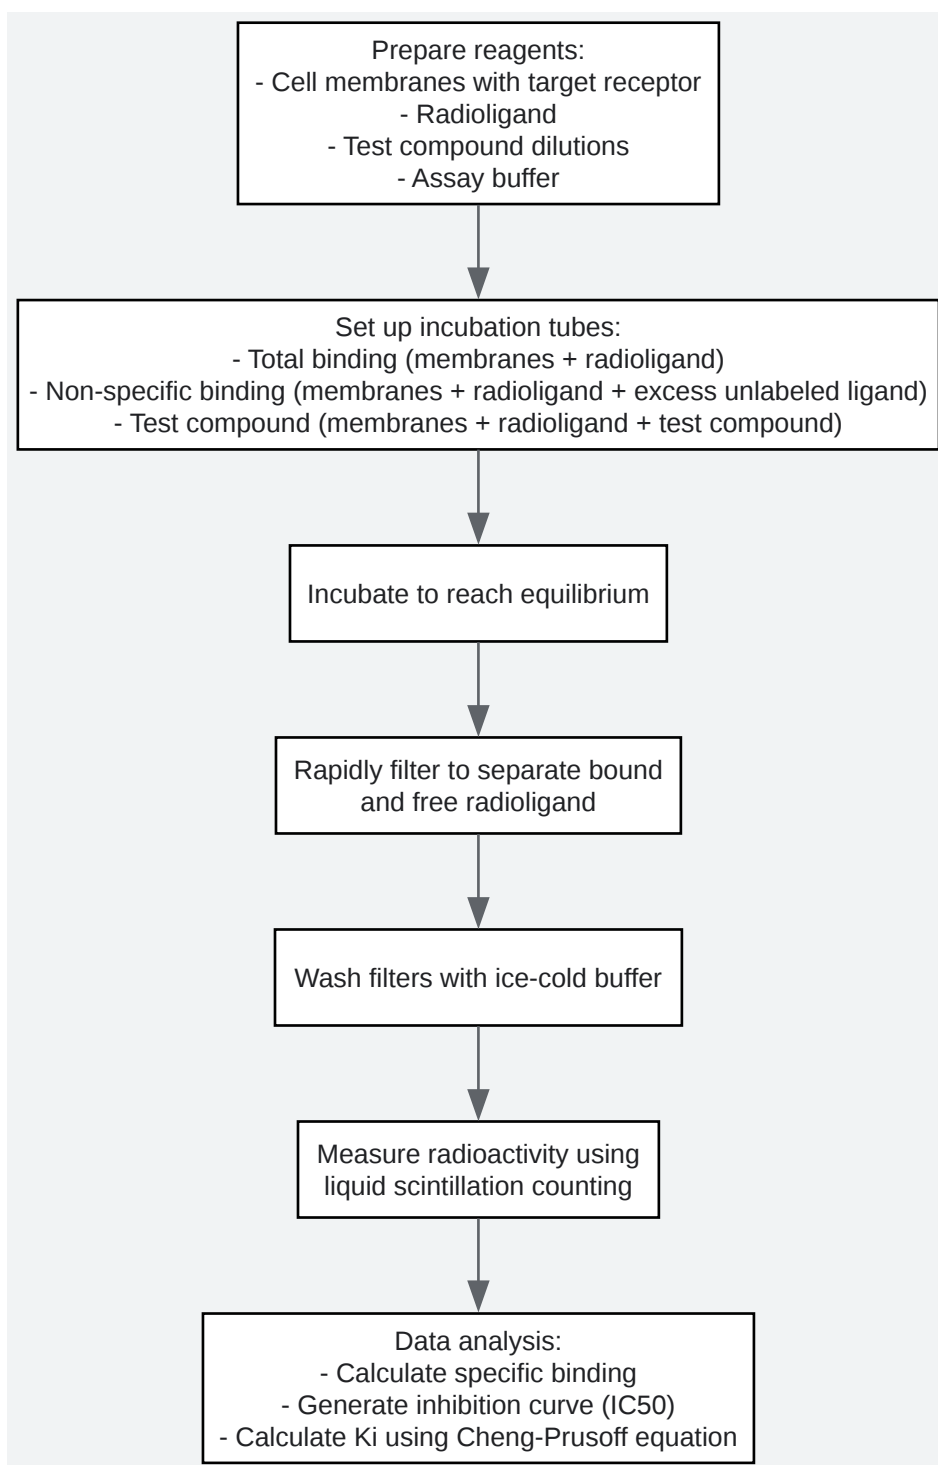 Prepare reagents:
- Cell membranes with target receptor
- Radioligand
- Test compound dilutions
- Assay buffer
Set up incubation tubes:
- Total binding (membranes + radioligand)
- Non-specific binding (membranes + radioligand + excess unlabeled ligand)
- Test compound (membranes + radioligand + test compound)
Incubate to reach equilibrium
Rapidly filter to separate bound
and free radioligand
Wash filters with ice-cold buffer
Measure radioactivity using
liquid scintillation counting
Data analysis:
- Calculate specific binding
- Generate inhibition curve (IC50)
- Calculate Ki using Cheng-Prusoff equation